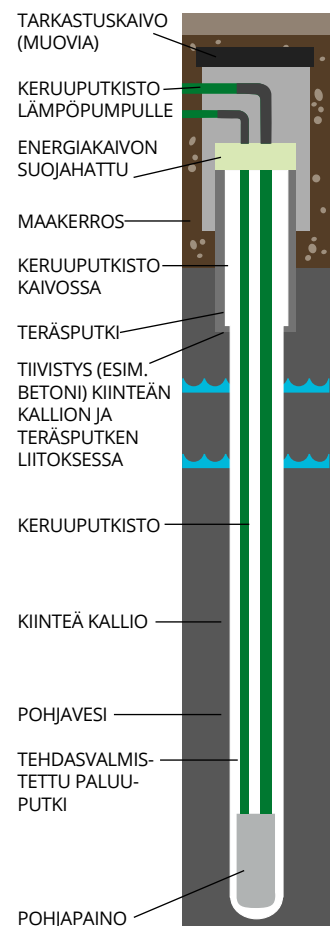 TARKASTUSKAIVO
(MUOVIA)
KERUUPUTKISTO
LÄMPÖPUMPULLE
ENERGIAKAIVON
SUOJAHATTU
MAAKERROS
KERUUPUTKISTO
KAIVOSSA
TERÄSPUTKI
TIIVISTYS (ESIM.
BETONI) KIINTEÄN
KALLION JA
TERÄSPUTKEN
LIITOKSESSA
KERUUPUTKISTO
KIINTEÄ KALLIO
POHJAVESI
TEHDASVALMIS-
TETTU PALUU-
PUTKI
POHJAPAINO